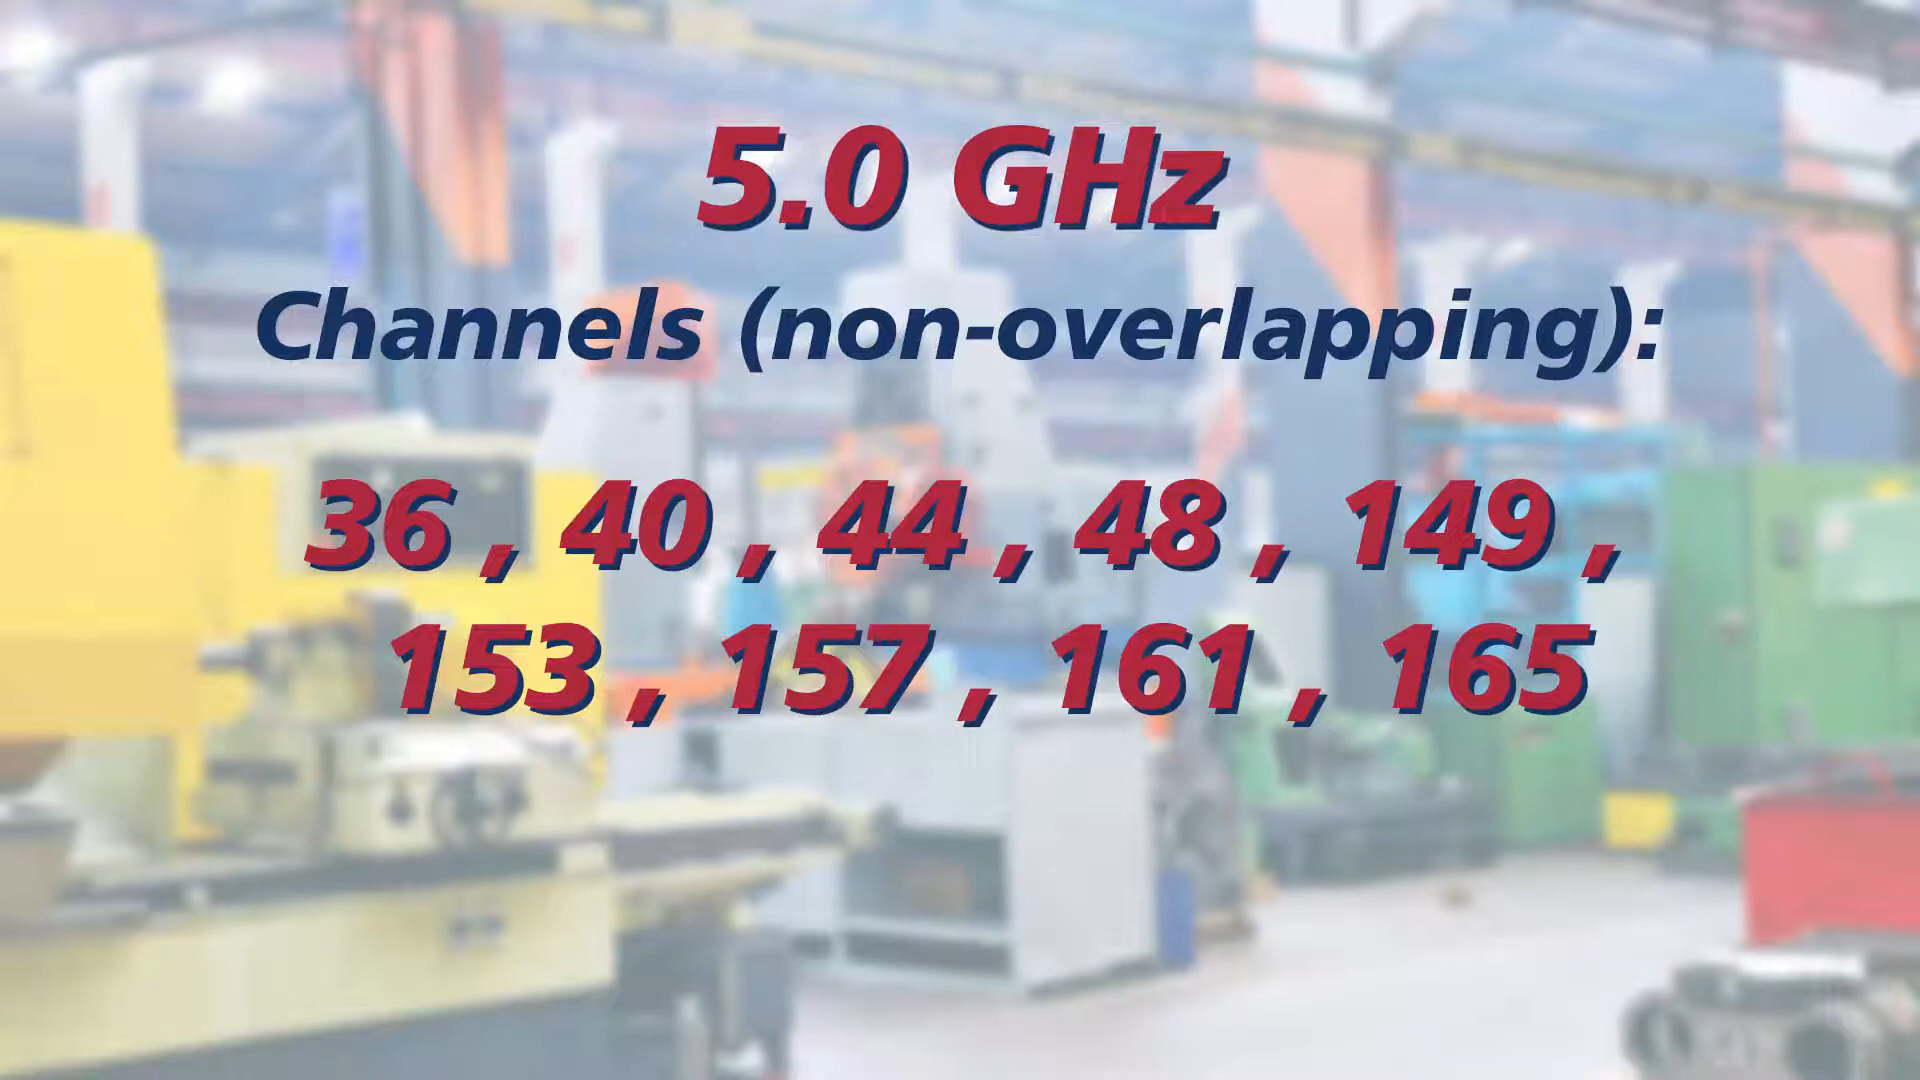 5.0 GHz
Channels (non-overlapping):
36 , 40 , 44 , 48 , 149 ,
153 , 157 , 161 , 165